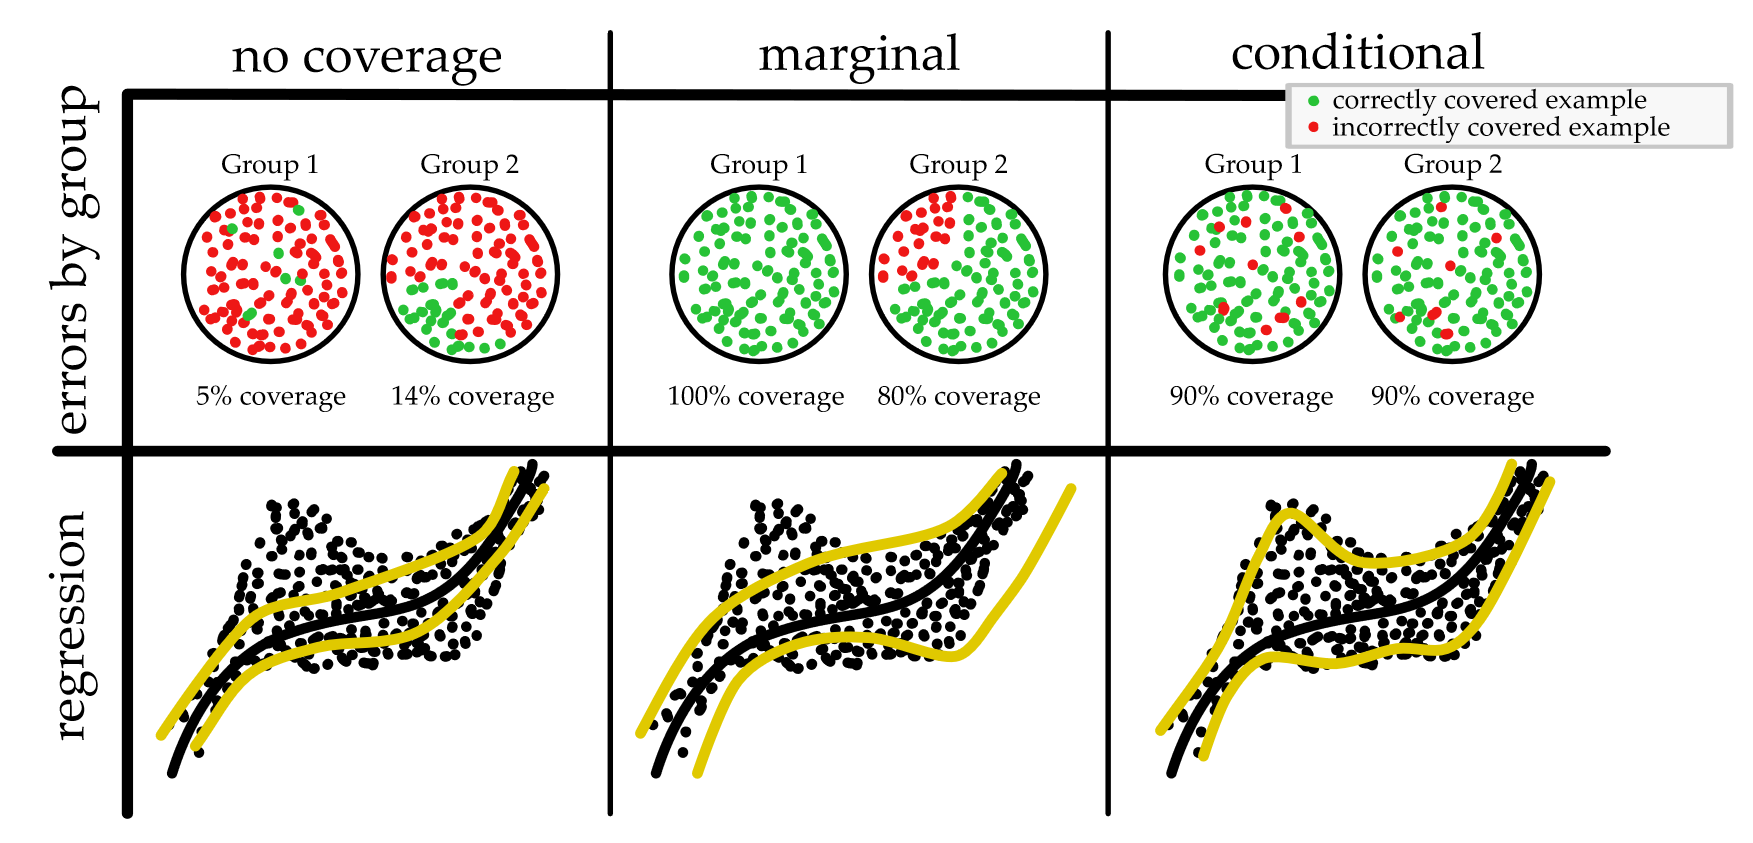 no coverage
marginal
conditional
correctly covered example
incorrectly covered example
errors by group
Group 1
Group 2
Group 1
Group 2
Group 1
Group 2
5% coverage
14% coverage
100% coverage
80% coverage
90% coverage
90% coverage
regression